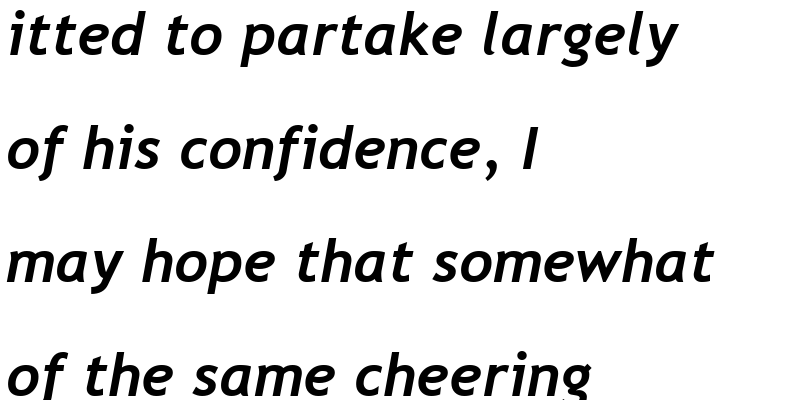 itted to partake largely
of his confidence, I
may hope that somewhat
of the same cheering